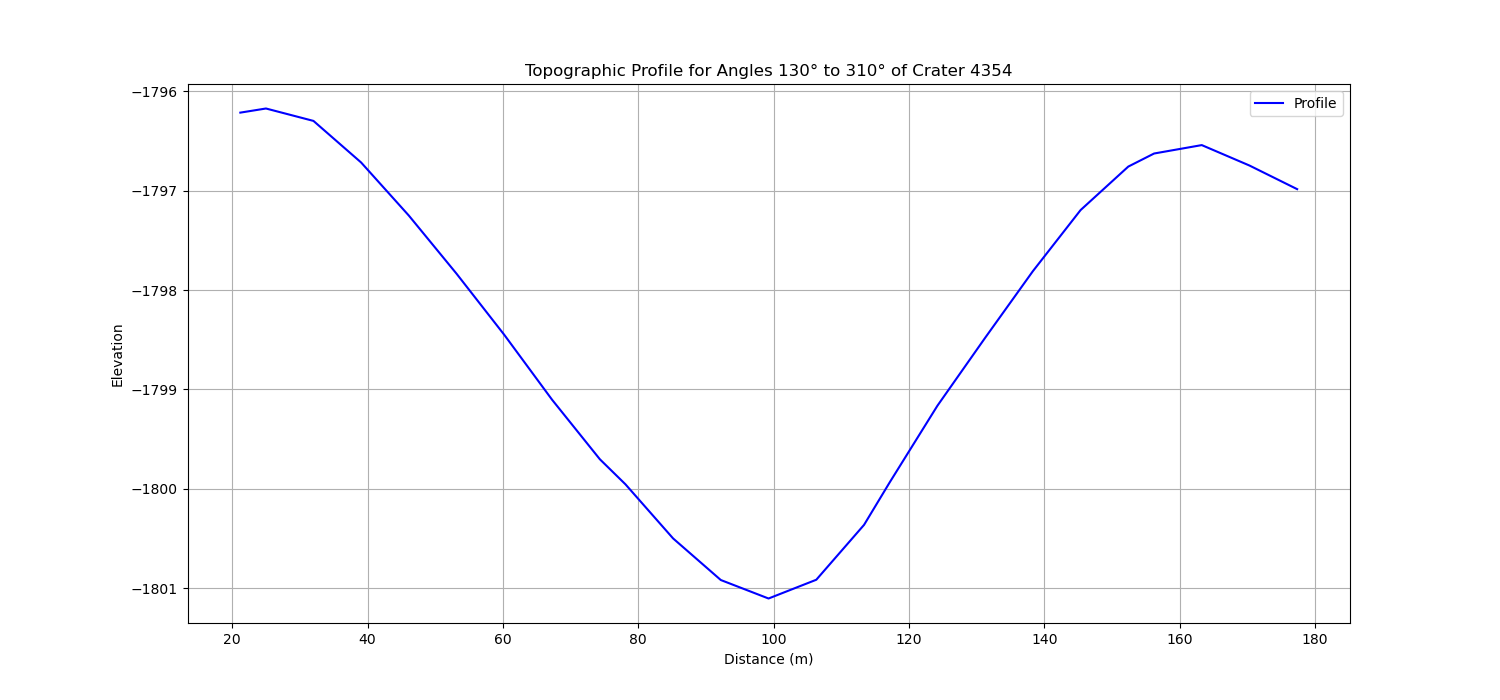 Topographic Profile for Angles 130° to 310° of Crater 4354
Profile
−1796
−1797
−1798
−1799
−1800
−1801
Elevation
20 40 60 80 100 120 140 160 180
Distance (m)